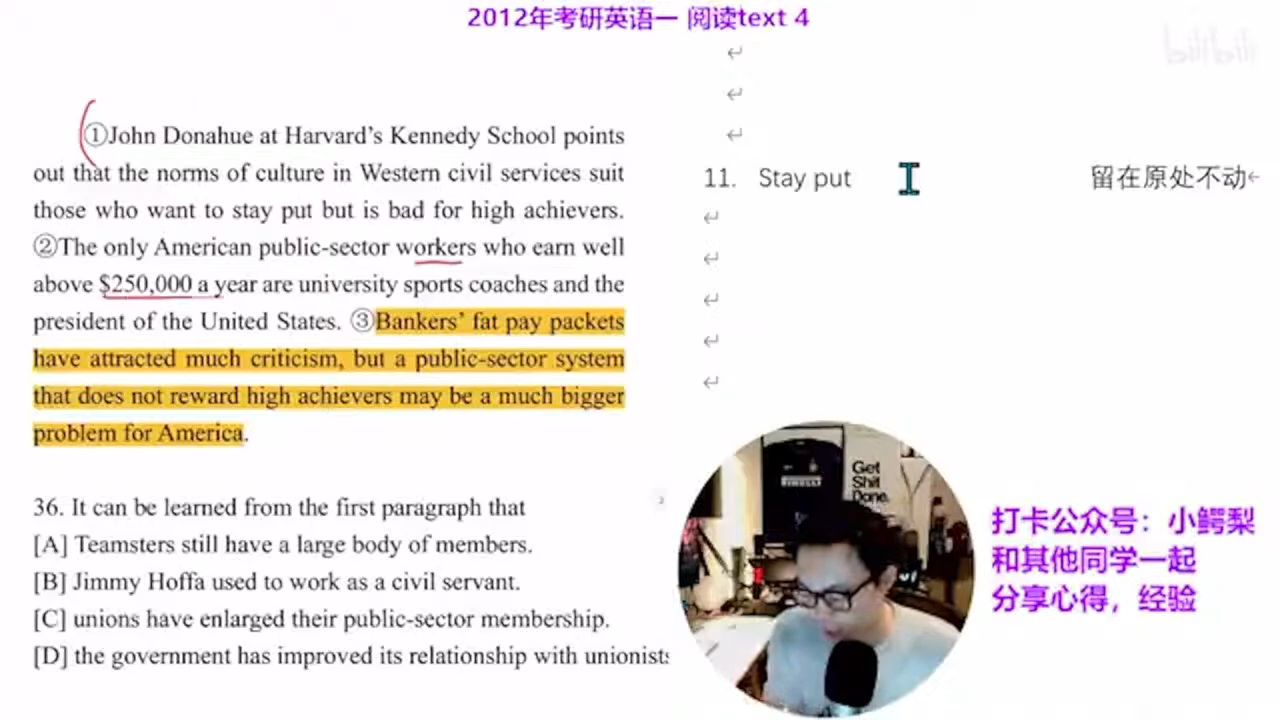 2012年考研英语一 阅读text 4
bilibili
①John Donahue at Harvard's Kennedy School points
out that the norms of culture in Western civil services suit
those who want to stay put but is bad for high achievers.
②The only American public-sector workers who earn well
above $250,000 a year are university sports coaches and the
president of the United States. ③Bankers' fat pay packets
have attracted much criticism, but a public-sector system
that does not reward high achievers may be a much bigger
problem for America.
11. Stay put 留在原处不动
36. It can be learned from the first paragraph that
[A] Teamsters still have a large body of members.
[B] Jimmy Hoffa used to work as a civil servant.
[C] unions have enlarged their public-sector membership.
[D] the government has improved its relationship with unionists
PIRELLI
Get
Shit
Done.
打卡公众号：小鳄梨
和其他同学一起
分享心得，经验